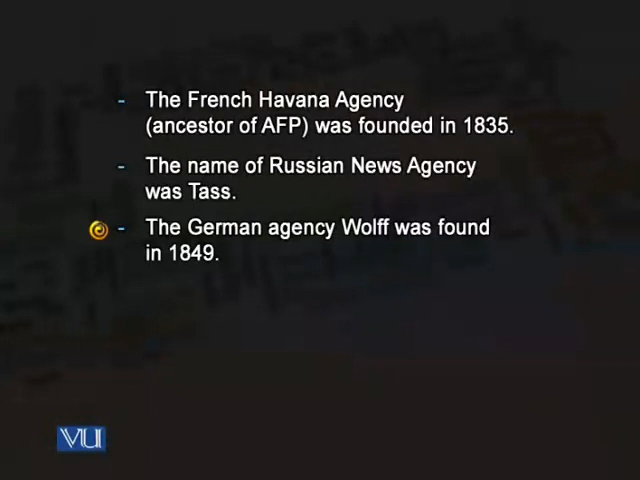 - The French Havana Agency
(ancestor of AFP) was founded in 1835.
- The name of Russian News Agency
was Tass.
- The German agency Wolff was found
in 1849.
VU